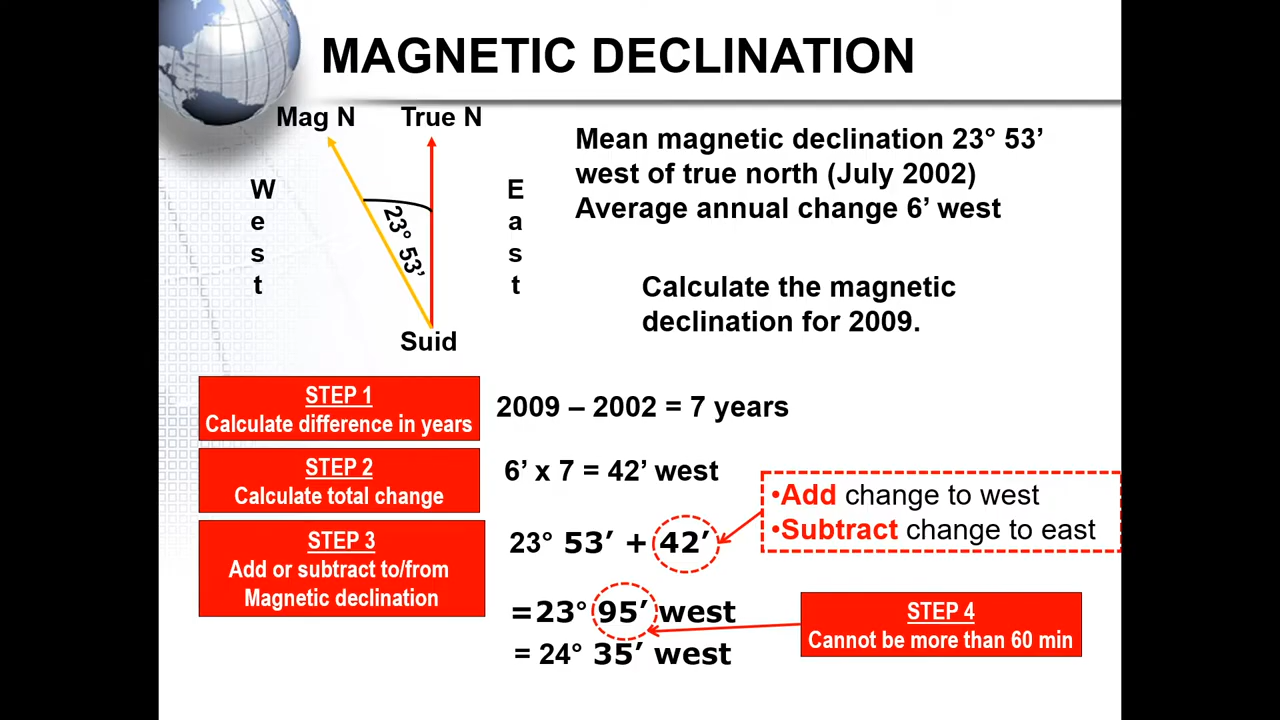 MAGNETIC DECLINATION
Mag N
True N
W
e
s
t
E
a
s
t
23° 53’
Suid
Mean magnetic declination 23° 53’
west of true north (July 2002)
Average annual change 6’ west
Calculate the magnetic
declination for 2009.
STEP 1
Calculate difference in years
2009 – 2002 = 7 years
STEP 2
Calculate total change
6’ x 7 = 42’ west
•Add change to west
•Subtract change to east
STEP 3
Add or subtract to/from
Magnetic declination
23° 53’ + 42’
=23° 95’ west
= 24° 35’ west
STEP 4
Cannot be more than 60 min